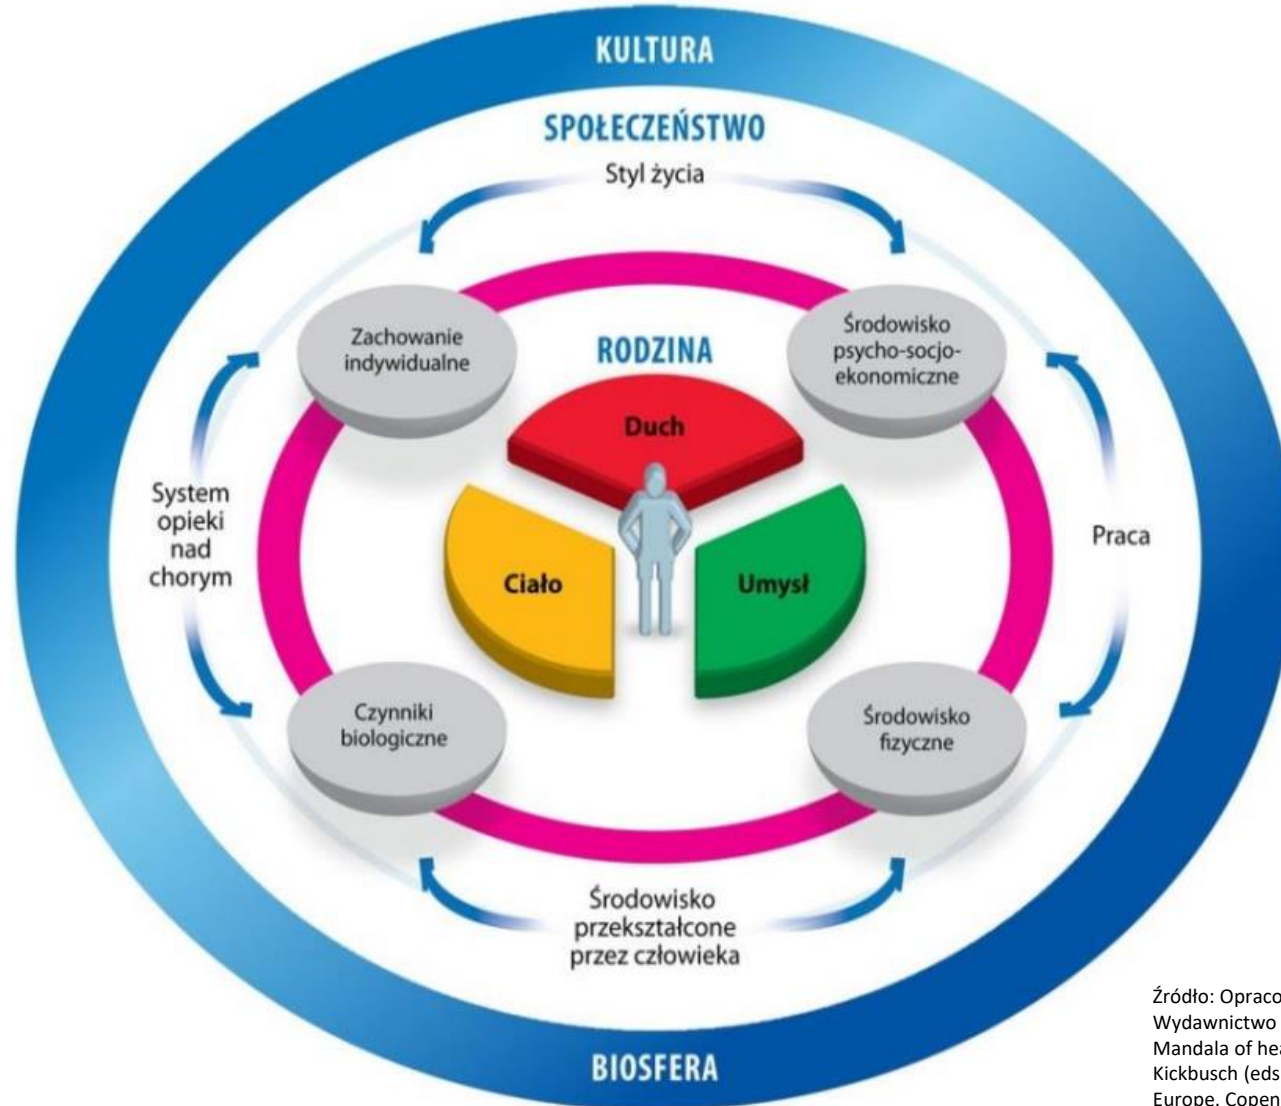 KULTURA
SPOŁECZEŃSTWO
Styl życia
Zachowanie
indywidualne
RODZINA
Środowisko
psycho-socjo-
ekonomiczne
Duch
System
opieki
nad
chorym
Ciało
Umysł
Praca
Czynniki
biologiczne
Środowisko
fizyczne
Środowisko
przekształcone
przez człowieka
BIOSFERA
Źródło: Opraco
Wydawnictwo
Mandala of hea
Kickbusch (eds
Europe, Copen